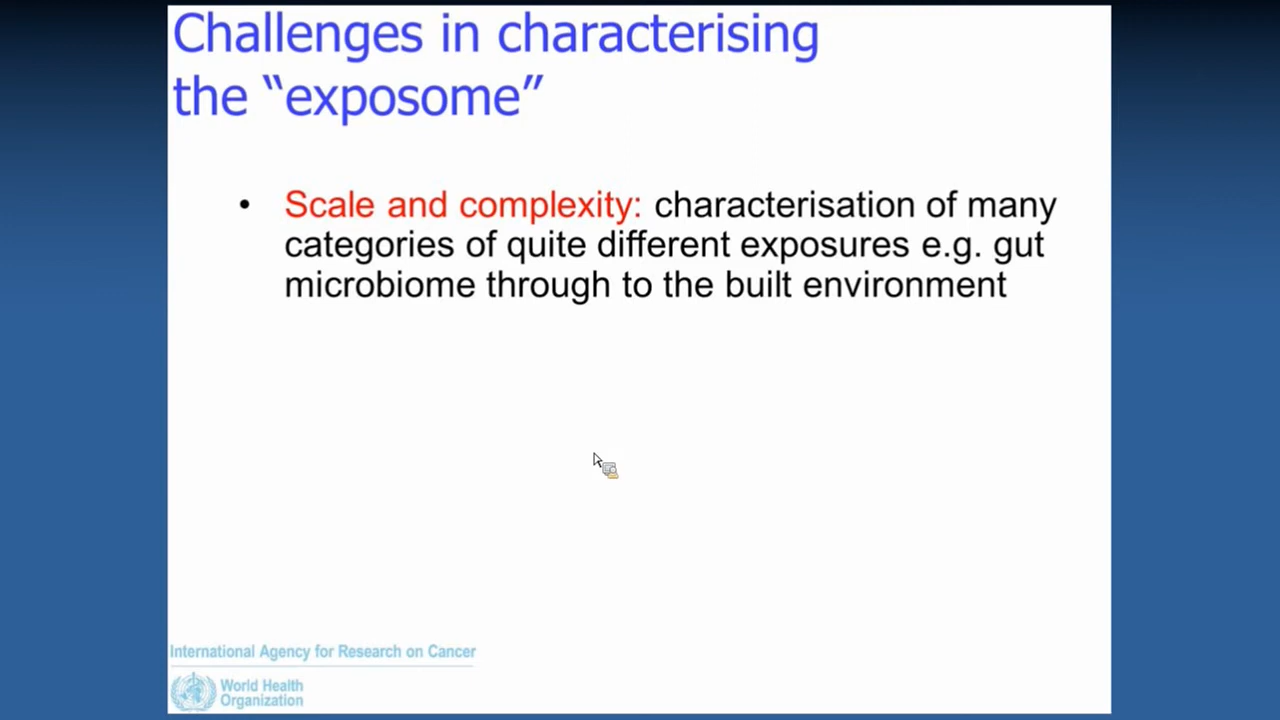 Challenges in characterising
the “exposome”
• Scale and complexity: characterisation of many
categories of quite different exposures e.g. gut
microbiome through to the built environment
International Agency for Research on Cancer
World Health
Organization